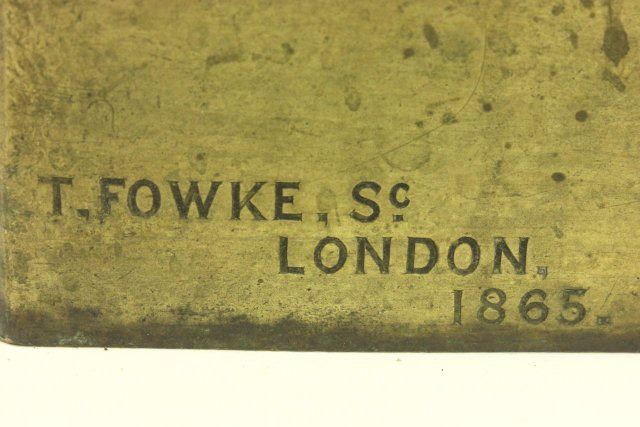 T. FOWKE, Sc.
LONDON,
1865.